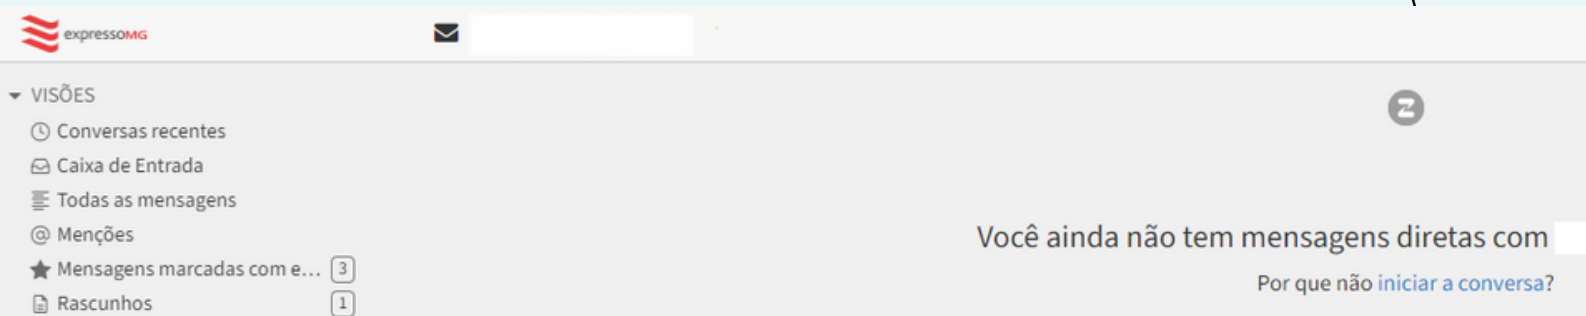 expressoMG
VISÕES
Conversas recentes
Caixa de Entrada
Todas as mensagens
Menções
Mensagens marcadas com e... 3
Rascunhos 1
Você ainda não tem mensagens diretas com
Por que não iniciar a conversa?